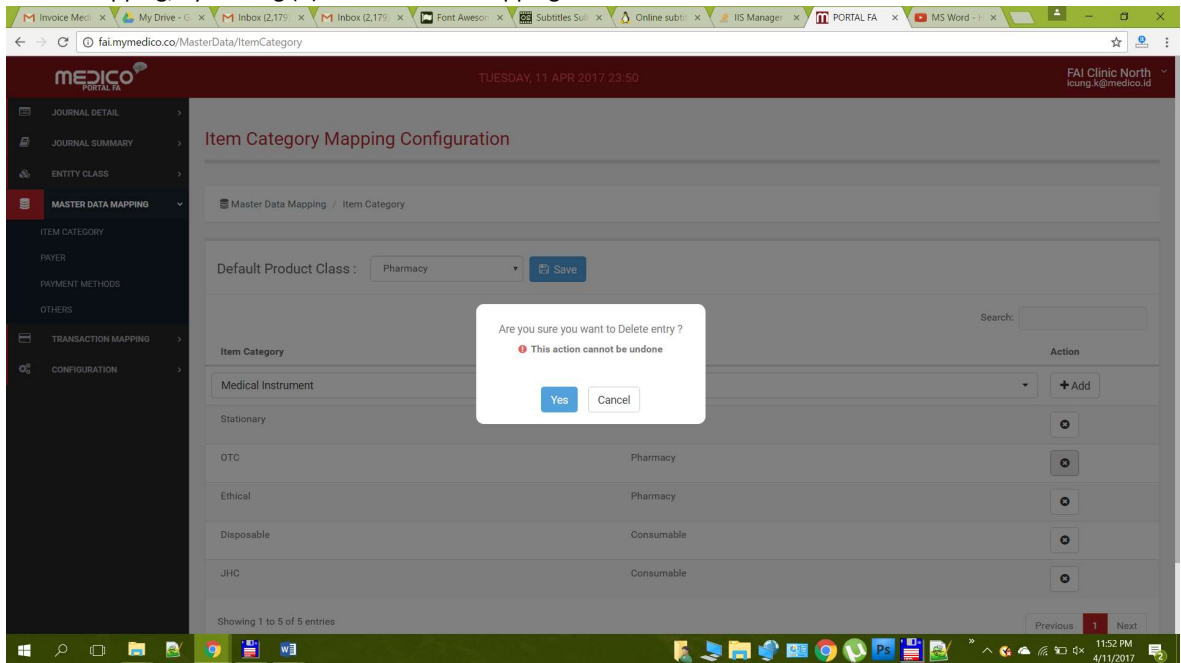 Invoice Medi
My Drive - G
Inbox (2,179)
Inbox (2,179)
Font Aweson
Subtitles Sub
Online subtit
IIS Manager
PORTAL FA
MS Word - H
fai.mymedico.co/MasterData/ItemCategory
MEDICO
PORTAL FA
TUESDAY, 11 APR 2017 23:50
FAI Clinic North
icung.k@medico.id
JOURNAL DETAIL
JOURNAL SUMMARY
ENTITY CLASS
MASTER DATA MAPPING
ITEM CATEGORY
PAYER
PAYMENT METHODS
OTHERS
TRANSACTION MAPPING
CONFIGURATION
Item Category Mapping Configuration
Master Data Mapping / Item Category
Default Product Class : Pharmacy Save
Search:
Are you sure you want to Delete entry ?
This action cannot be undone
Yes Cancel
Item Category Action
Medical Instrument + Add
Stationary
OTC Pharmacy
Ethical Pharmacy
Disposable Consumable
JHC Consumable
Showing 1 to 5 of 5 entries
Previous 1 Next
11:52 PM
4/11/2017